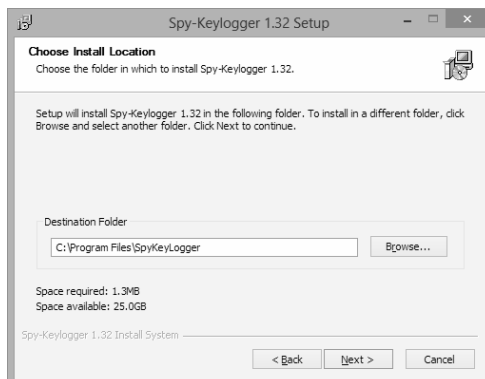 Spy-Keylogger 1.32 Setup
Choose Install Location
Choose the folder in which to install Spy-Keylogger 1.32.
Setup will install Spy-Keylogger 1.32 in the following folder. To install in a different folder, click
Browse and select another folder. Click Next to continue.
Destination Folder
C:\Program Files\SpyKeyLogger
Browse...
Space required: 1.3MB
Space available: 25.0GB
Spy-Keylogger 1.32 Install System
< Back
Next >
Cancel